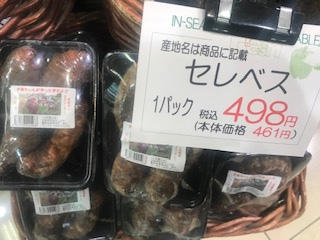 IN-SEA
ABLE
産地名は商品に記載
セレベス
1パック 税込 498円
(本体価格 461円)